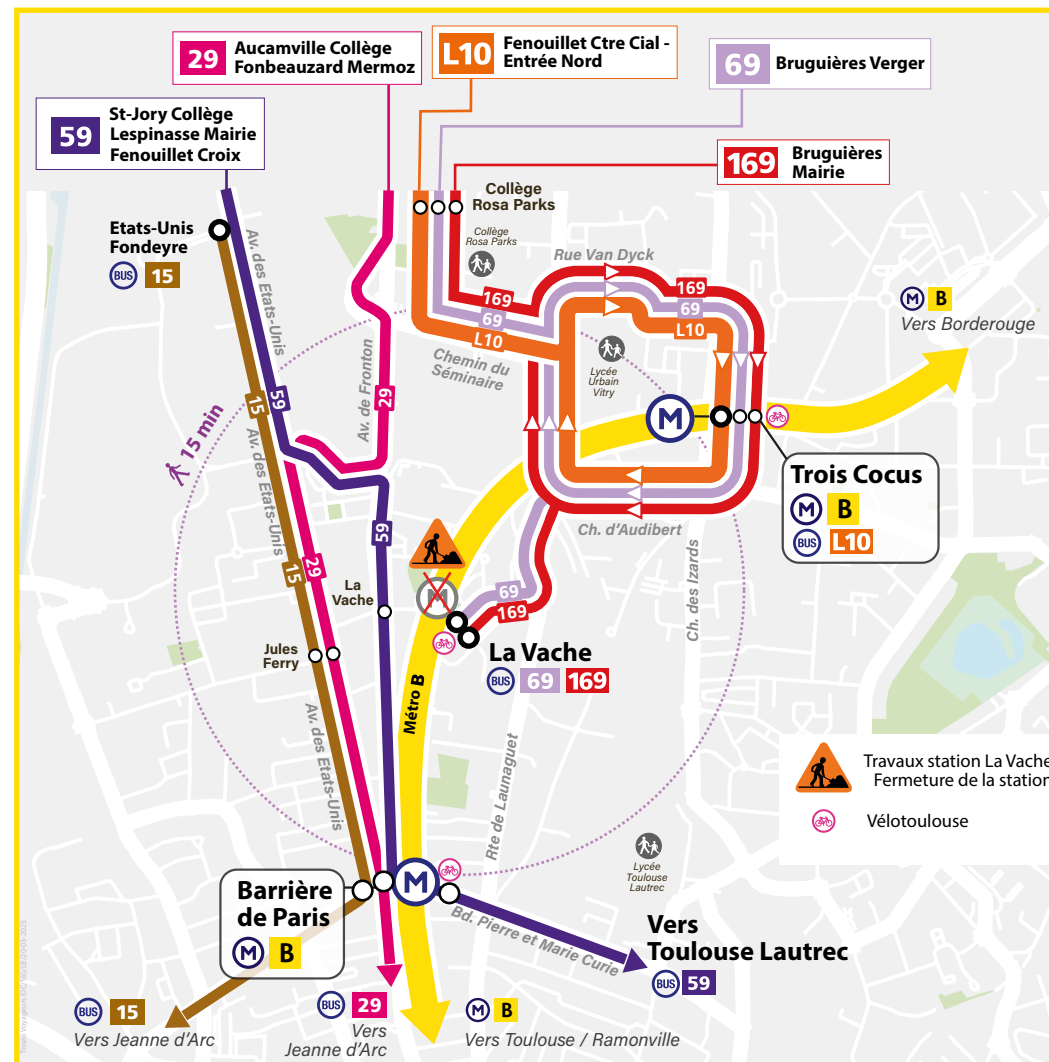 29
Aucamville Collège
Fonbeauzard Mermoz
L10
Fenouillet Ctre Cial -
Entrée Nord
69
Bruguières Verger
59
St-Jory Collège
Lespinasse Mairie
Fenouillet Croix
169
Bruguières
Mairie
Collège
Rosa Parks
Etats-Unis
Fondeyre
BUS 15
Av. des Etats-Unis
Collège
Rosa Parks
Rue Van Dyck
169
69
L10
169
69
L10
M B
Vers Borderouge
Chemin du
Séminaire
Lycée
Urbain
Vitry
Av. de Fronton
29
59
15
15 min
Av. des Etats-Unis
M
Trois Cocus
M B
BUS L10
Ch. d'Audibert
Ch. des Izards
59
15
29
La
Vache
M
69
169
Jules
Ferry
La Vache
BUS 69 169
Métro B
Av. des Etats-Unis
Rte de Launaguet
Travaux station La Vache
Fermeture de la station
Vélotoulouse
Lycée
Toulouse
Lautrec
Barrière
de Paris
M B
M
Bd. Pierre et Marie Curie
Vers
Toulouse Lautrec
BUS 59
BUS 15
Vers Jeanne d'Arc
BUS 29
Vers
Jeanne d'Arc
M B
Vers Toulouse / Ramonville